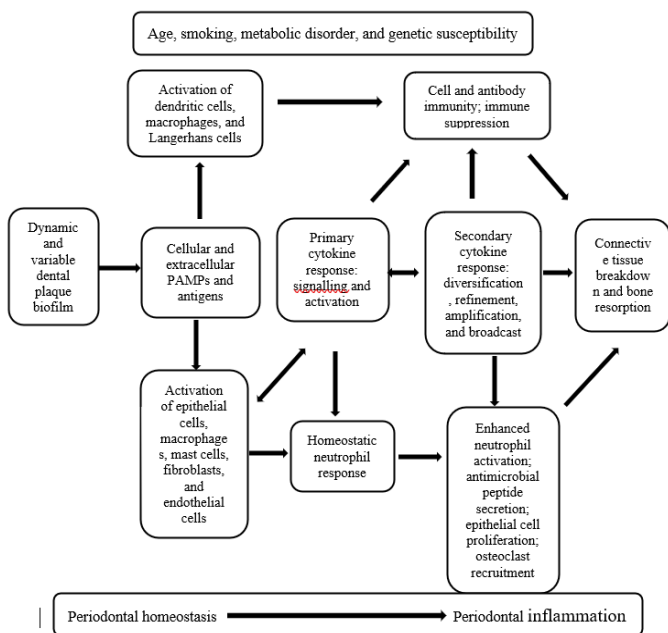 Age, smoking, metabolic disorder, and genetic susceptibility
Activation of
dendritic cells,
macrophages, and
Langerhans cells
Cell and antibody
immunity; immune
suppression
Dynamic
and
variable
dental
plaque
biofilm
Cellular and
extracellular
PAMPs and
antigens
Primary
cytokine
response:
signalling and
activation
Secondary
cytokine
response:
diversification
, refinement,
amplification,
and broadcast
Connectiv
e tissue
breakdow
n and bone
resorption
Activation
of epithelial
cells,
macrophage
s, mast cells,
fibroblasts,
and
endothelial
cells
Homeostatic
neutrophil
response
Enhanced
neutrophil
activation;
antimicrobial
peptide
secretion;
epithelial cell
proliferation;
osteoclast
recruitment
Periodontal homeostasis Periodontal inflammation